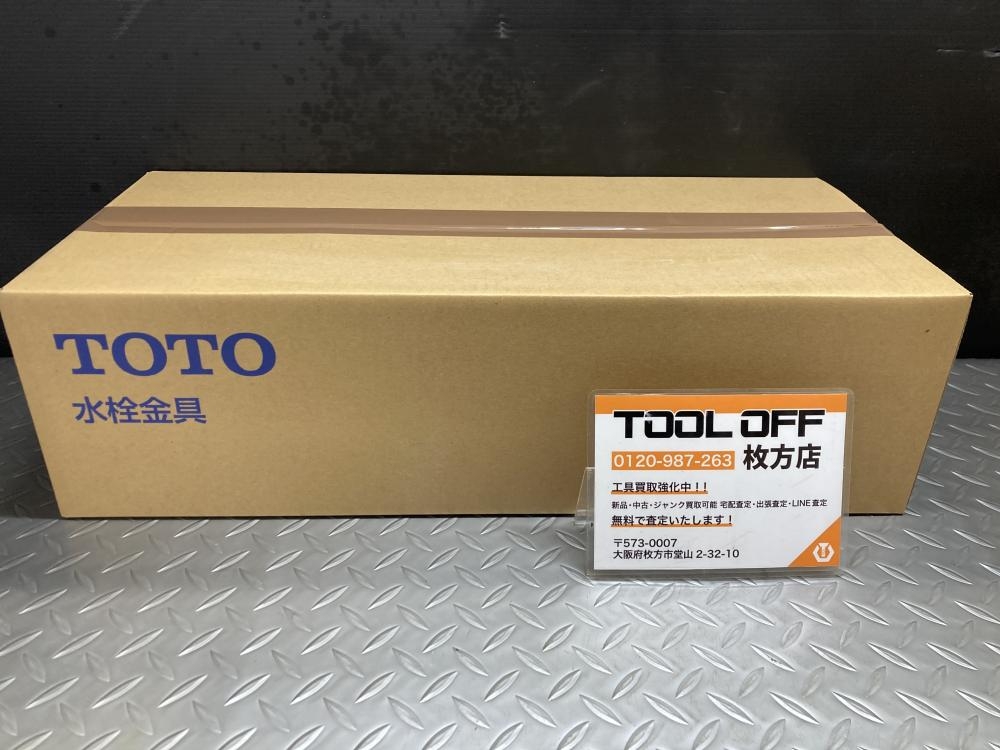 TOTO
水栓金具
TOOL OFF
0120-987-263 枚方店
工具買取強化中!!
新品・中古・ジャンク買取可能 宅配査定・出張査定・LINE査定
無料で査定いたします!
〒573-0007
大阪府枚方市堂山 2-32-10